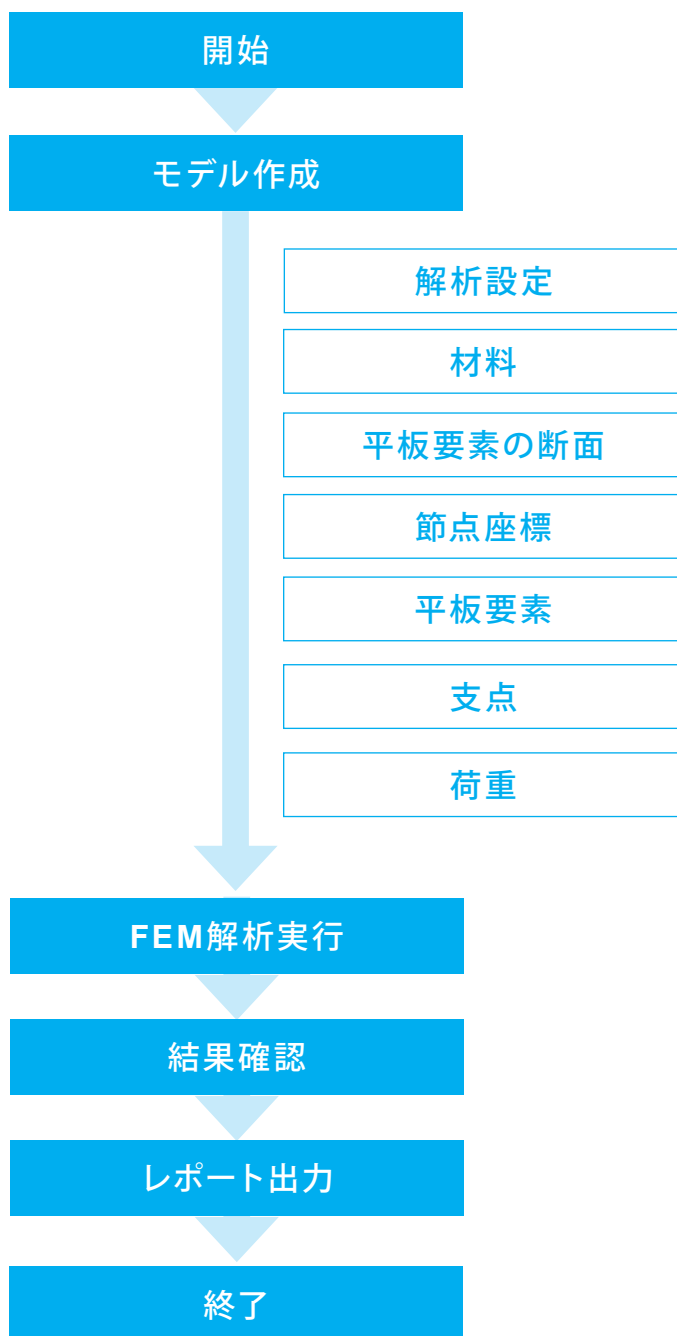 開始
モデル作成
解析設定
材料
平板要素の断面
節点座標
平板要素
支点
荷重
FEM解析実行
結果確認
レポート出力
終了